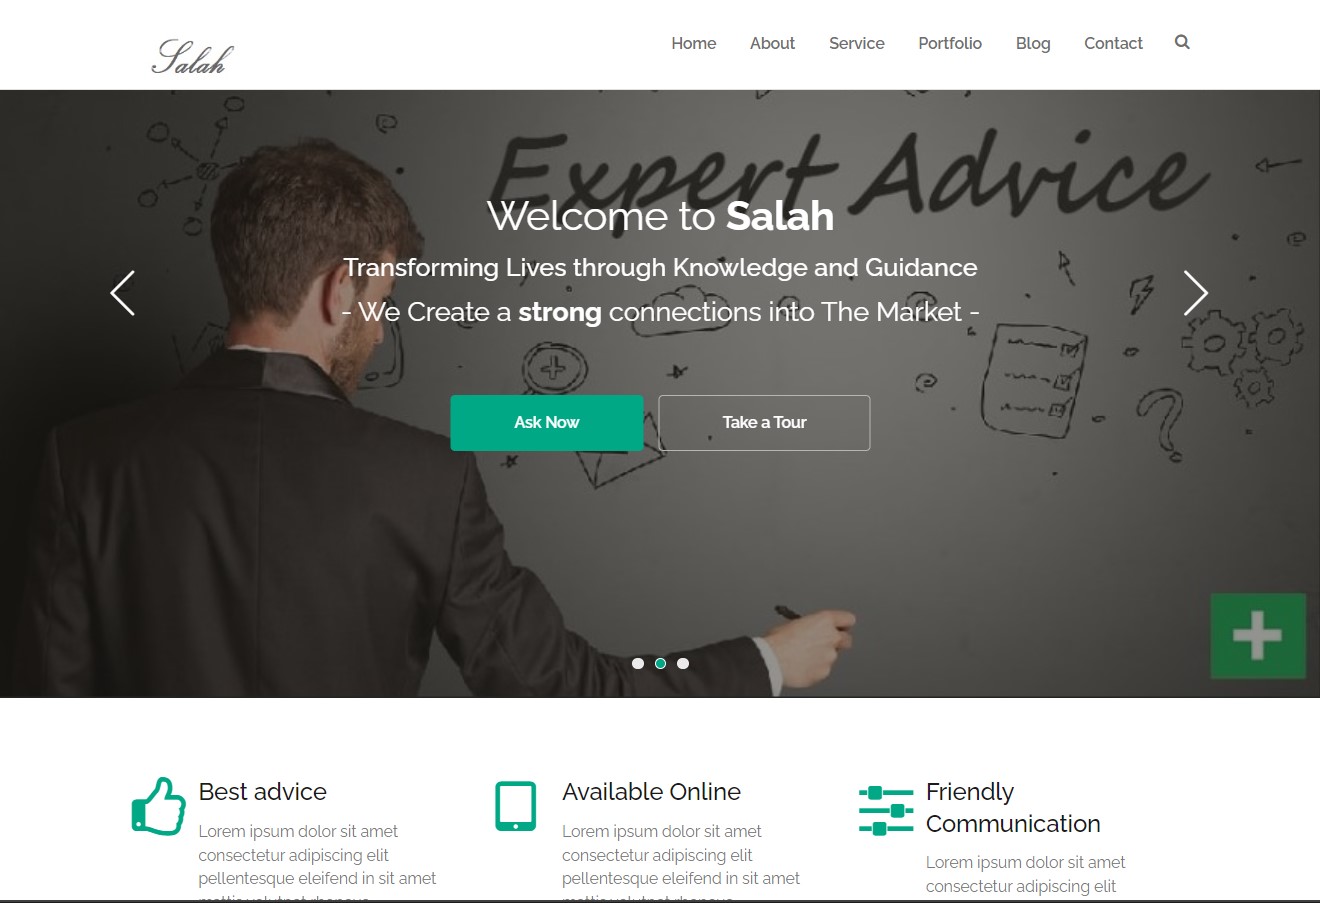 Salah
Home About Service Portfolio Blog Contact
Expert Advice
Welcome to Salah
Transforming Lives through Knowledge and Guidance
- We Create a strong connections into The Market -
Ask Now Take a Tour
Best advice
Lorem ipsum dolor sit amet
consectetur adipiscing elit
pellentesque eleifend in sit amet
Available Online
Lorem ipsum dolor sit amet
consectetur adipiscing elit
pellentesque eleifend in sit amet
Friendly
Communication
Lorem ipsum dolor sit amet
consectetur adipiscing elit